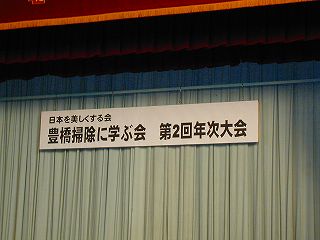 日本を美しくする会
豊橋掃除に学ぶ会 第2回年次大会